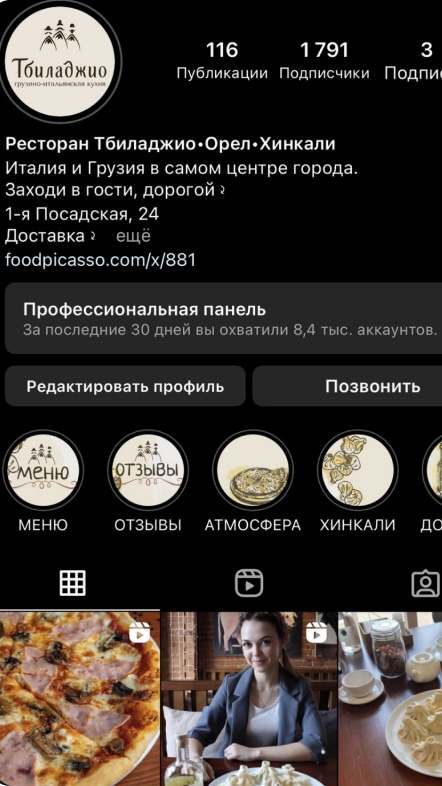 Тбиладжио
грузино-итальянская кухня
116
1 791
3
Публикации
Подписчики
Подпис
Ресторан Тбиладжио•Орел•Хинкали
Италия и Грузия в самом центре города.
Заходи в гости, дорогой
1-я Посадская, 24
Доставка
ещё
foodpicasso.com/x/881
Профессиональная панель
За последние 30 дней вы охватили 8,4 тыс. аккаунтов.
Редактировать профиль
Позвонить
МЕНЮ
ОТЗЫВЫ
МЕНЮ
ОТЗЫВЫ
АТМОСФЕРА
ХИНКАЛИ
ДО